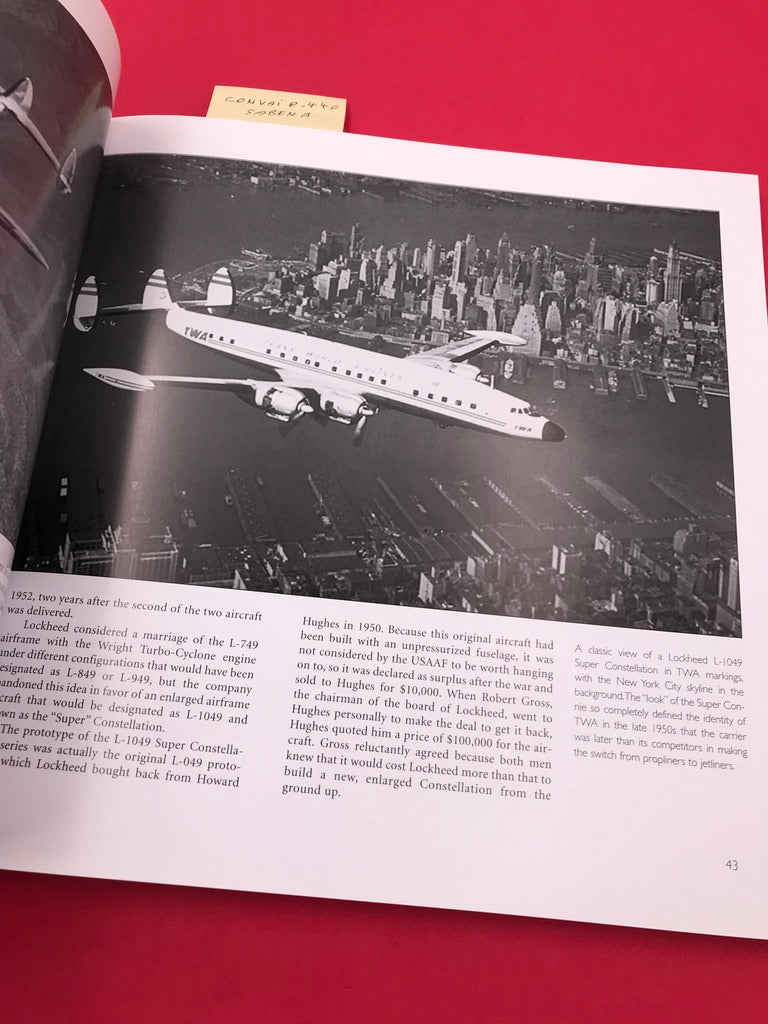 CONVAIR-440
SABENA
TWA
TRANS WORLD AIRLINES
TWA
1952, two years after the second of the two aircraft
was delivered.
Lockheed considered a marriage of the L-749
airframe with the Wright Turbo-Cyclone engine
under different configurations that would have been
esignated as L-849 or L-949, but the company
andoned this idea in favor of an enlarged airframe
craft that would be designated as L-1049 and
wn as the “Super” Constellation.
The prototype of the L-1049 Super Constella-
series was actually the original L-049 proto-
which Lockheed bought back from Howard
Hughes in 1950. Because this original aircraft had
been built with an unpressurized fuselage, it was
not considered by the USAAF to be worth hanging
on to, so it was declared as surplus after the war and
sold to Hughes for $10,000. When Robert Gross,
the chairman of the board of Lockheed, went to
Hughes personally to make the deal to get it back,
Hughes quoted him a price of $100,000 for the air-
craft. Gross reluctantly agreed because both men
knew that it would cost Lockheed more than that to
build a new, enlarged Constellation from the
ground up.
A classic view of a Lockheed L-1049
Super Constellation in TWA markings,
with the New York City skyline in the
background. The “look” of the Super Con-
nie so completely defined the identity of
TWA in the late 1950s that the carrier
was later than its competitors in making
the switch from propliners to jetliners.
43